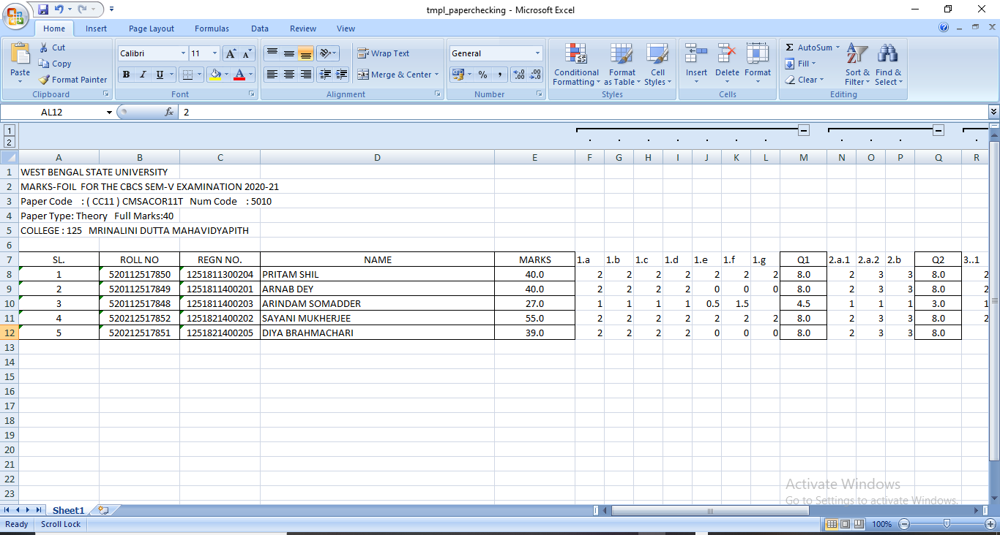 tmpl_paperchecking - Microsoft Excel
Home Insert Page Layout Formulas Data Review View
Paste Cut Copy Format Painter Clipboard
Calibri 11 B I U Font
Wrap Text Merge & Center Alignment
General % , .00 .0 Number
Conditional Formatting Format as Table Cell Styles Styles
Insert Delete Format Cells
Σ AutoSum Fill Clear Sort & Filter Find & Select Editing
AL12 fx 2
1
2
A B C D E F G H I J K L M N O P Q R
1 WEST BENGAL STATE UNIVERSITY
2 MARKS-FOIL FOR THE CBCS SEM-V EXAMINATION 2020-21
3 Paper Code : ( CC11 ) CMSACOR11T Num Code : 5010
4 Paper Type: Theory Full Marks:40
5 COLLEGE : 125 MRINALINI DUTTA MAHAVIDYAPITH
6
7 SL. ROLL NO REGN NO. NAME MARKS 1.a 1.b 1.c 1.d 1.e 1.f 1.g Q1 2.a.1 2.a.2 2.b Q2 3..1
8 1 520112517850 1251811300204 PRITAM SHIL 40.0 2 2 2 2 2 2 2 8.0 2 3 3 8.0 2
9 2 520112517849 1251811400201 ARNAB DEY 40.0 2 2 2 2 0 0 0 8.0 2 3 3 8.0 2
10 3 520112517848 1251811400203 ARINDAM SOMADDER 27.0 1 1 1 1 0.5 1.5 4.5 1 1 1 3.0 1
11 4 520212517852 1251821400202 SAYANI MUKHERJEE 55.0 2 2 2 2 2 2 2 8.0 2 3 3 8.0 2
12 5 520212517851 1251821400205 DIYA BRAHMACHARI 39.0 2 2 2 2 0 0 0 8.0 2 3 3 8.0
13
14
15
16
17
18
19
20
21
22
23
Activate Windows
Go to Settings to activate Windows.
Sheet1
Ready Scroll Lock 100%